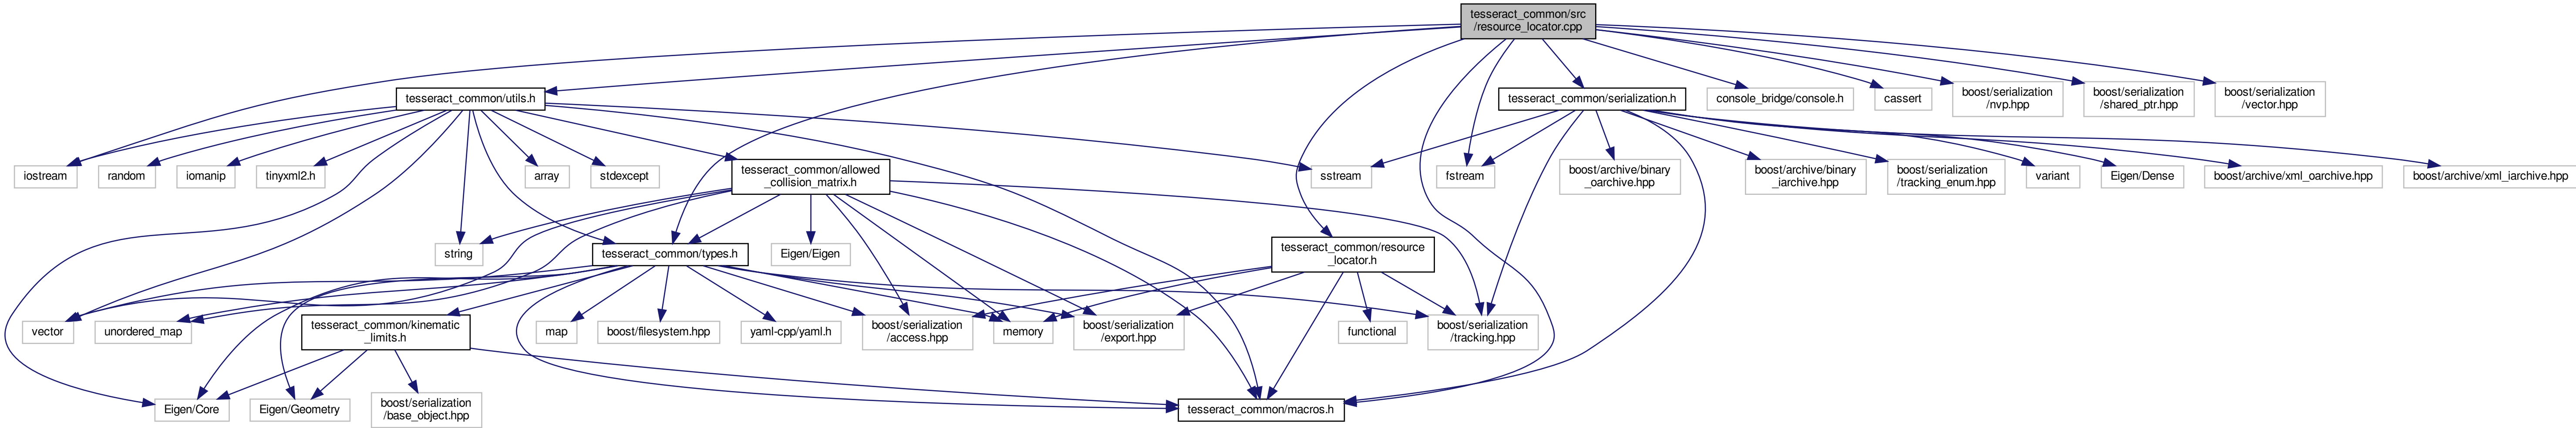 tesseract_common/src
/resource_locator.cpp
tesseract_common/utils.h
tesseract_common/serialization.h
console_bridge/console.h
cassert
boost/serialization
/nvp.hpp
boost/serialization
/shared_ptr.hpp
boost/serialization
/vector.hpp
iostream
random
iomanip
tinyxml2.h
array
stdexcept
tesseract_common/allowed
_collision_matrix.h
sstream
fstream
boost/archive/binary
_oarchive.hpp
boost/archive/binary
_iarchive.hpp
boost/serialization
/tracking_enum.hpp
variant
Eigen/Dense
boost/archive/xml_oarchive.hpp
boost/archive/xml_iarchive.hpp
string
tesseract_common/types.h
Eigen/Eigen
tesseract_common/resource
_locator.h
vector
unordered_map
tesseract_common/kinematic
_limits.h
map
boost/filesystem.hpp
yaml-cpp/yaml.h
boost/serialization
/access.hpp
memory
boost/serialization
/export.hpp
functional
boost/serialization
/tracking.hpp
Eigen/Core
Eigen/Geometry
boost/serialization
/base_object.hpp
tesseract_common/macros.h